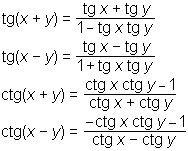 tg(x + y) = (tg x + tg y) / (1 – tg x tg y)
tg(x – y) = (tg x – tg y) / (1 + tg x tg y)
ctg(x + y) = (ctg x ctg y – 1) / (ctg x + ctg y)
ctg(x – y) = (–ctg x ctg y – 1) / (ctg x – ctg y)